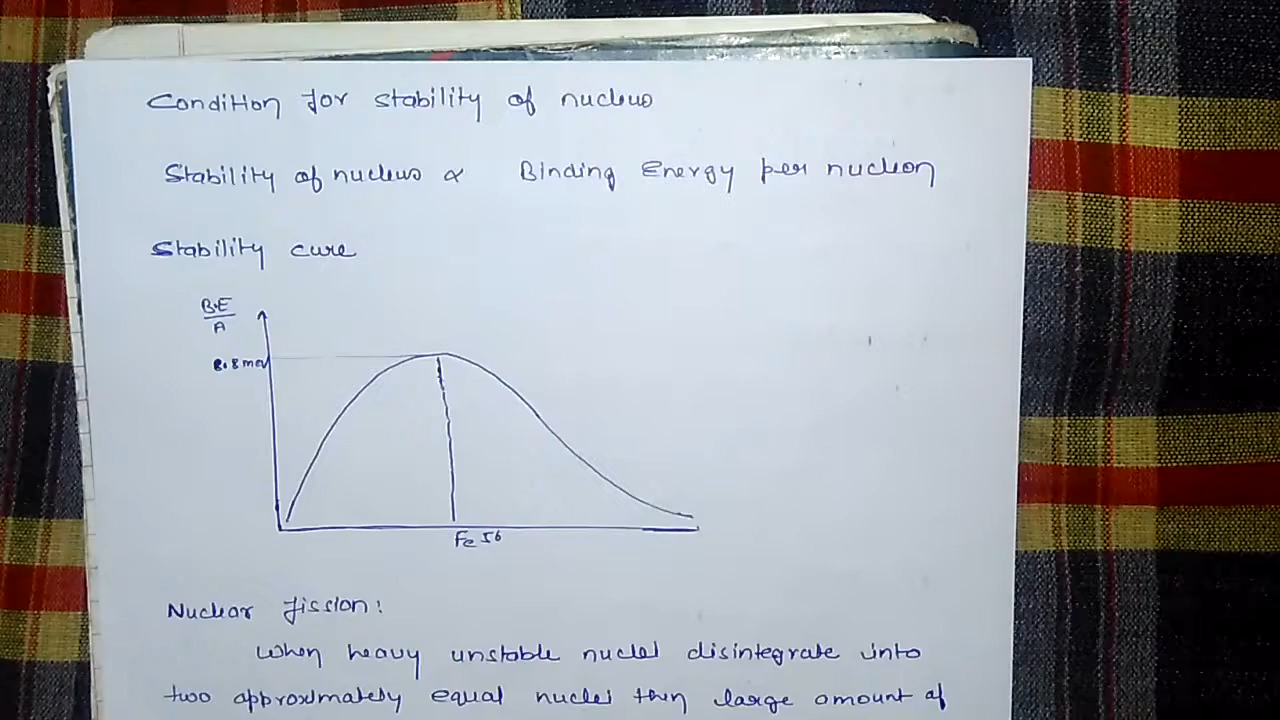 Condition for stability of nucleus
Stability of nucleus ∝ Binding Energy per nucleon
Stability cure
B.E
A
8.8 mev
Fe 56
Nuclear fission:
When heavy unstable nuclei disintegrate into
two approximately equal nuclei then large amount of